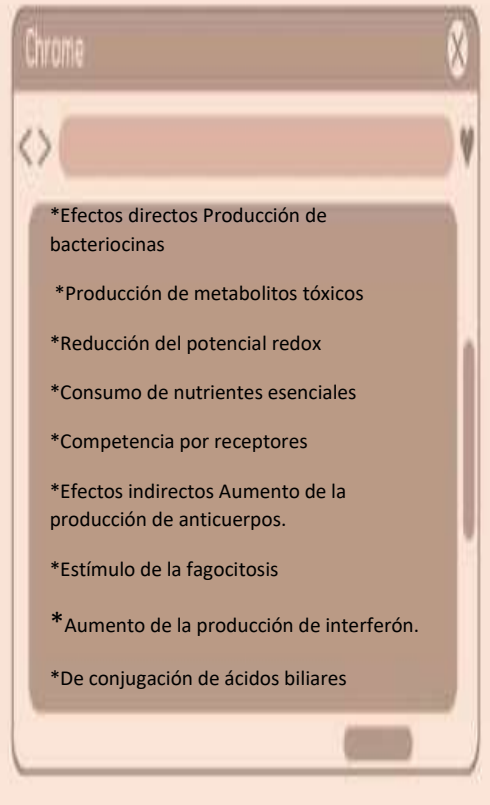 Chrome
*Efectos directos Producción de
bacteriocinas
*Producción de metabolitos tóxicos
*Reducción del potencial redox
*Consumo de nutrientes esenciales
*Competencia por receptores
*Efectos indirectos Aumento de la
producción de anticuerpos.
*Estímulo de la fagocitosis
*Aumento de la producción de interferón.
*De conjugación de ácidos biliares